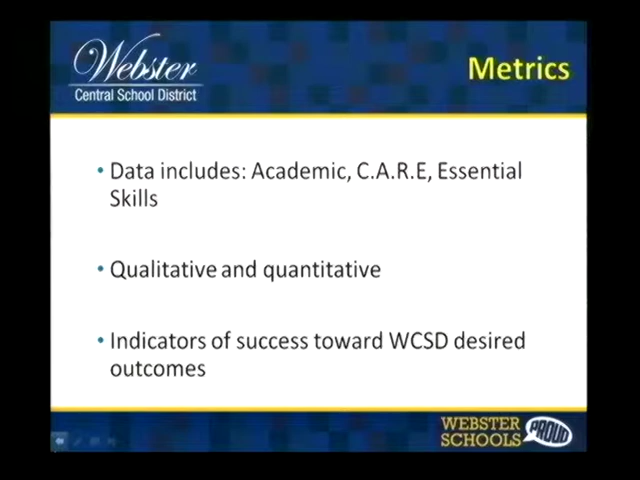 Webster
Central School District
Metrics
• Data includes: Academic, C.A.R.E, Essential
Skills
• Qualitative and quantitative
• Indicators of success toward WCSD desired
outcomes
WEBSTER
SCHOOLS PROUD